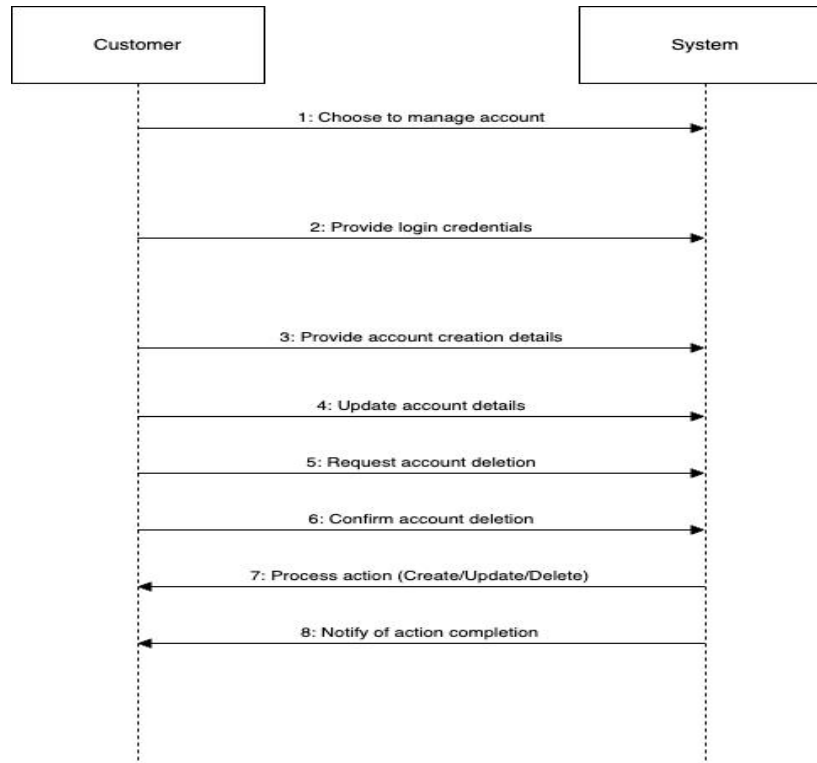 Customer
System
1: Choose to manage account
2: Provide login credentials
3: Provide account creation details
4: Update account details
5: Request account deletion
6: Confirm account deletion
7: Process action (Create/Update/Delete)
8: Notify of action completion